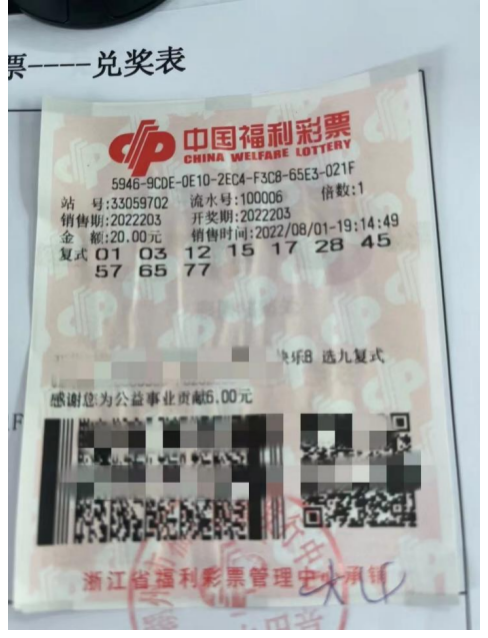 票----兑奖表
中国福利彩票
CHINA WELFARE LOTTERY
5946-9CDE-0E10-2EC4-F3C8-65E3-021F
站 号:33059702 流水号:100006 倍数:1
销售期:2022203 开奖期:2022203
金 额:20.00元 销售时间:2022/08/01-19:14:49
复式 01 03 12 15 17 28 45
57 65 77
快乐8 选九复式
感谢您为公益事业贡献6.00元
浙江省福利彩票管理中心承销